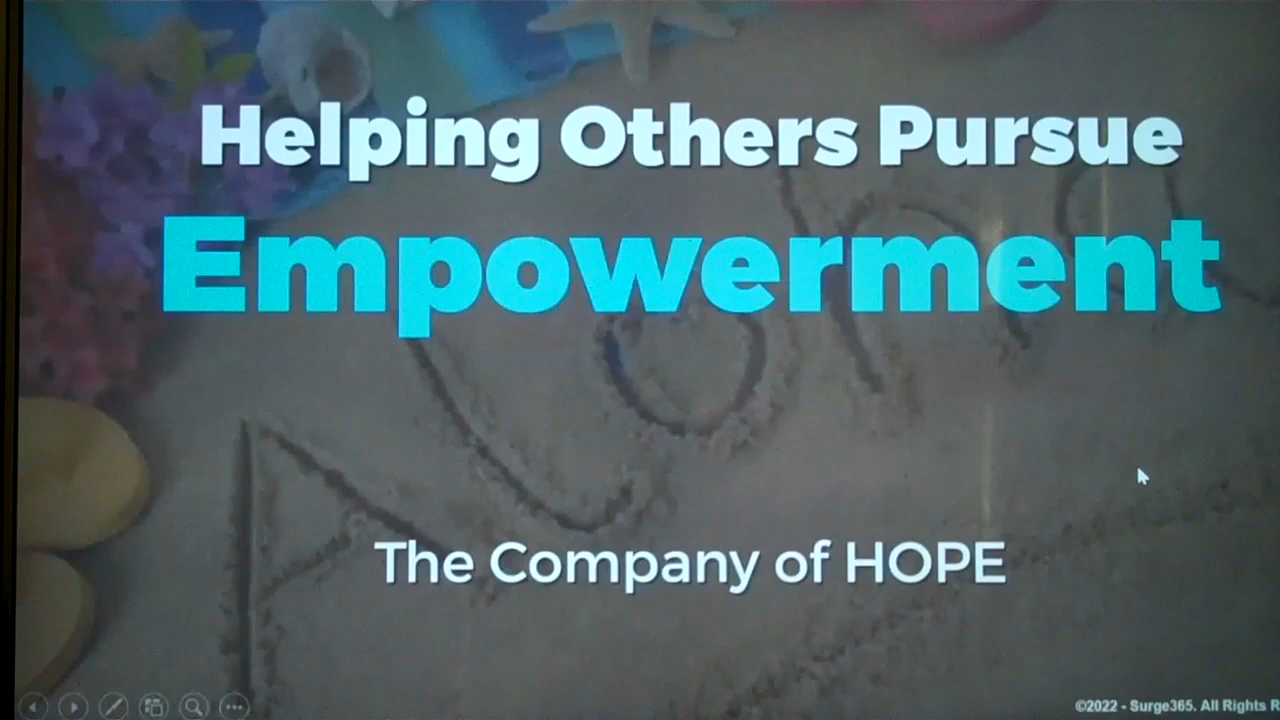 Helping Others Pursue
Empowerment
The Company of HOPE
©2022 - Surge365. All Rights R